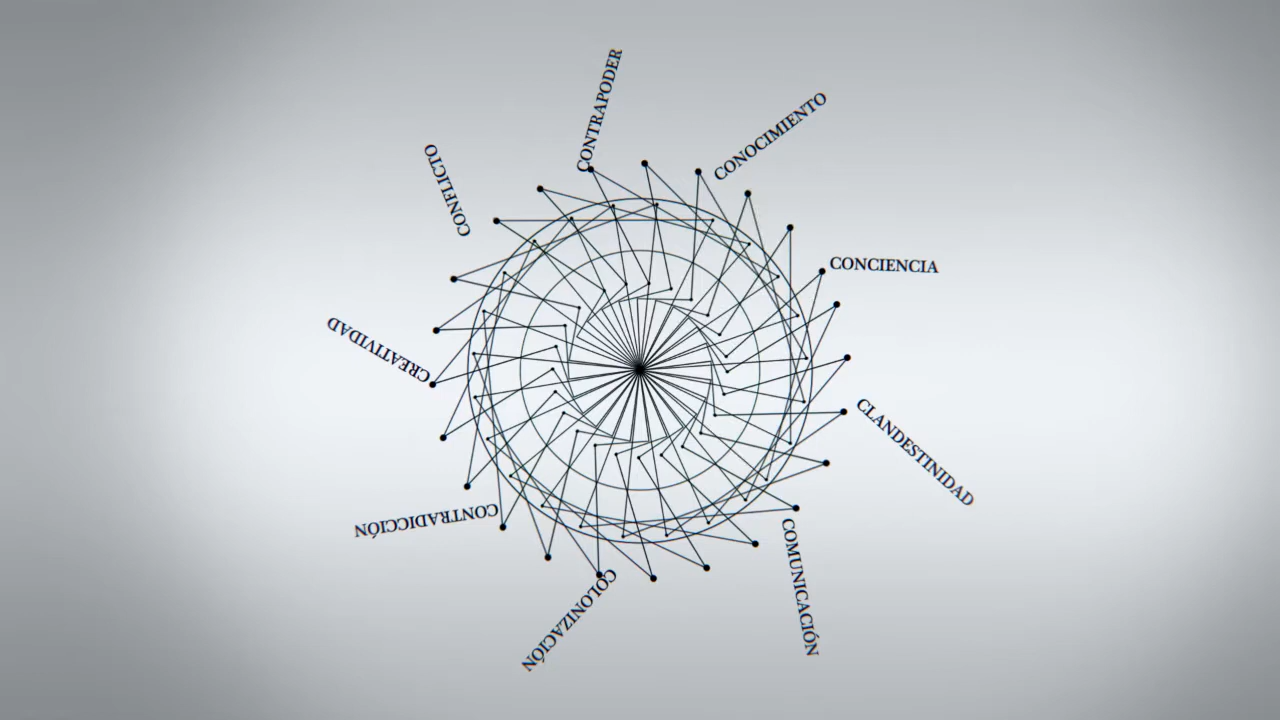 CONTRAPODER
CONOCIMIENTO
CONCIENCIA
CLANDESTINIDAD
COMUNICACIÓN
COLONIZACIÓN
CONTRADICCIÓN
CREATIVIDAD
CONFLICTO